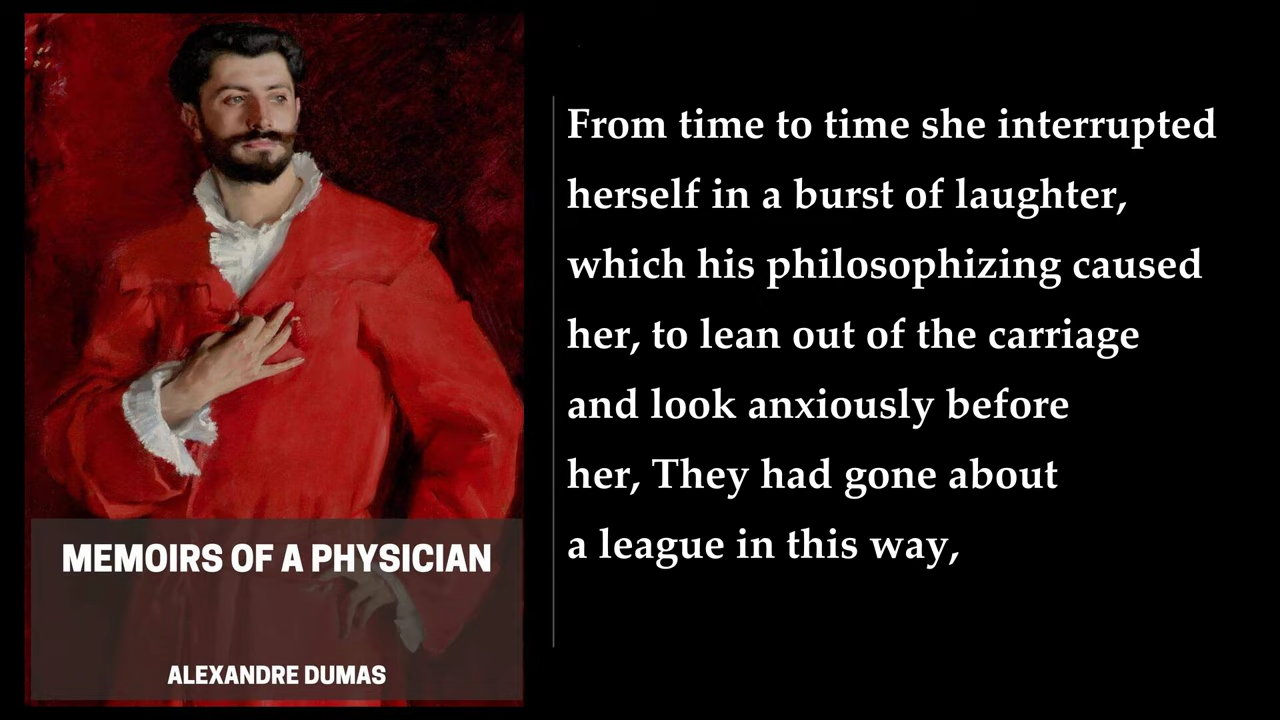 MEMOIRS OF A PHYSICIAN
ALEXANDRE DUMAS
From time to time she interrupted
herself in a burst of laughter,
which his philosophizing caused
her, to lean out of the carriage
and look anxiously before
her, They had gone about
a league in this way,